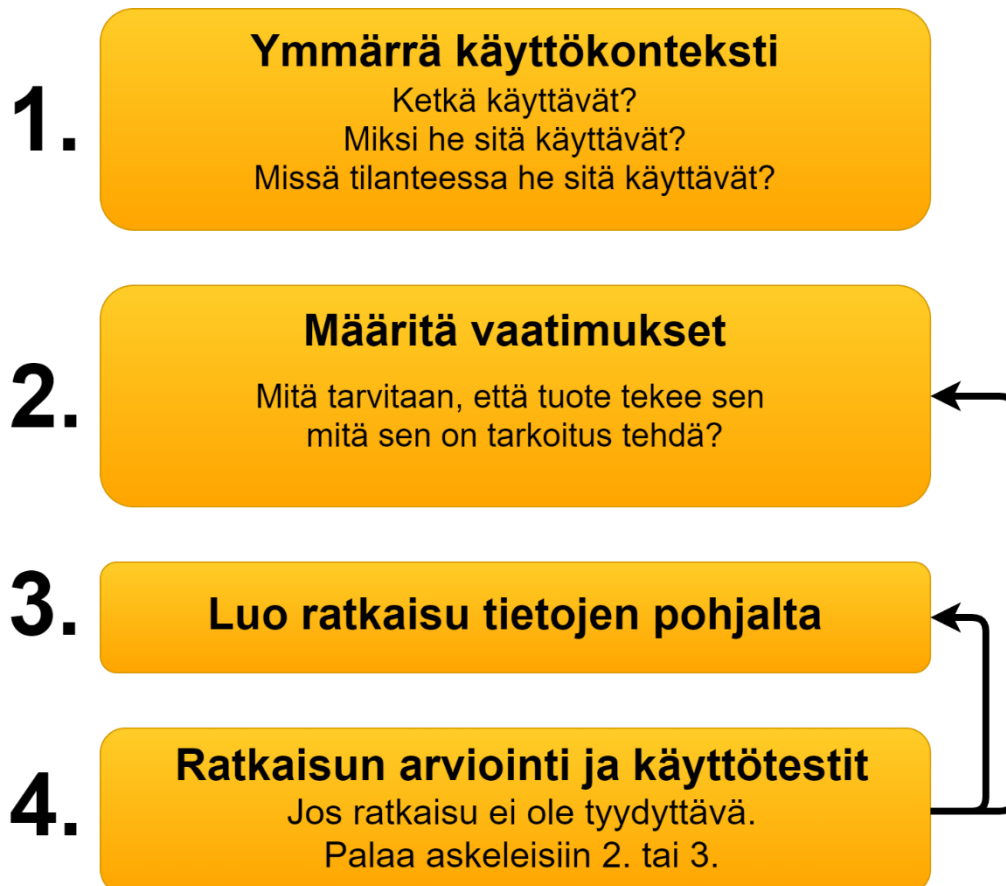 1.
Ymmärrä käyttökonteksti
Ketkä käyttävät?
Miksi he sitä käyttävät?
Missä tilanteessa he sitä käyttävät?
2.
Määritä vaatimukset
Mitä tarvitaan, että tuote tekee sen
mitä sen on tarkoitus tehdä?
3.
Luo ratkaisu tietojen pohjalta
4.
Ratkaisun arviointi ja käyttötestit
Jos ratkaisu ei ole tyydyttävä.
Palaa askeleisiin 2. tai 3.